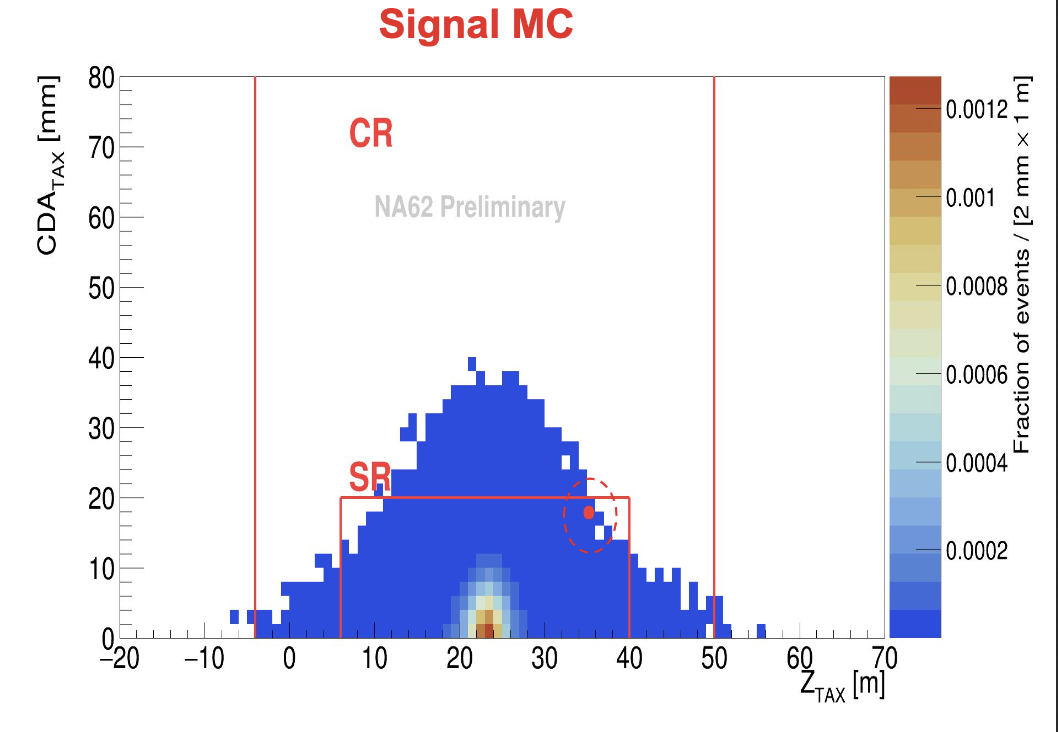 Signal MC
CDA_TAX [mm]
80
70
60
50
40
30
20
10
0
CR
NA62 Preliminary
SR
−20 −10 0 10 20 30 40 50 60 70
Z_TAX [m]
0.0012
0.001
0.0008
0.0006
0.0004
0.0002
Fraction of events / [2 mm × 1 m]